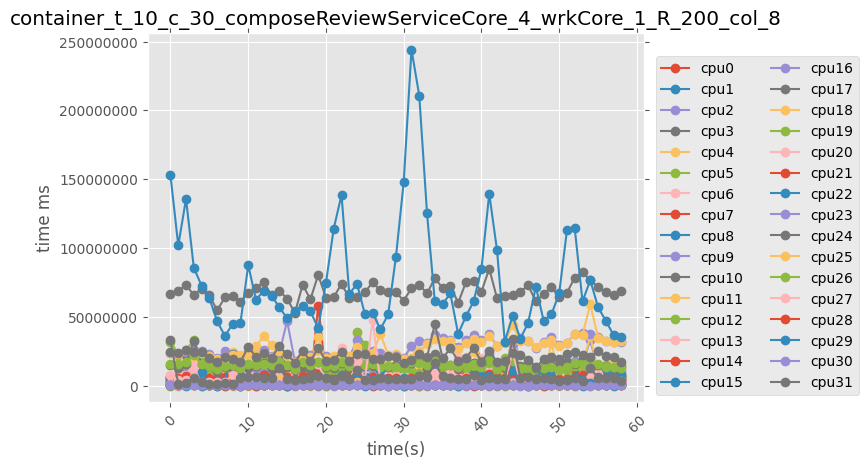 container_t_10_c_30_composeReviewServiceCore_4_wrkCore_1_R_200_col_8
250000000
200000000
150000000
100000000
50000000
0
time ms
0
10
20
30
40
50
60
time(s)
cpu0
cpu1
cpu2
cpu3
cpu4
cpu5
cpu6
cpu7
cpu8
cpu9
cpu10
cpu11
cpu12
cpu13
cpu14
cpu15
cpu16
cpu17
cpu18
cpu19
cpu20
cpu21
cpu22
cpu23
cpu24
cpu25
cpu26
cpu27
cpu28
cpu29
cpu30
cpu31